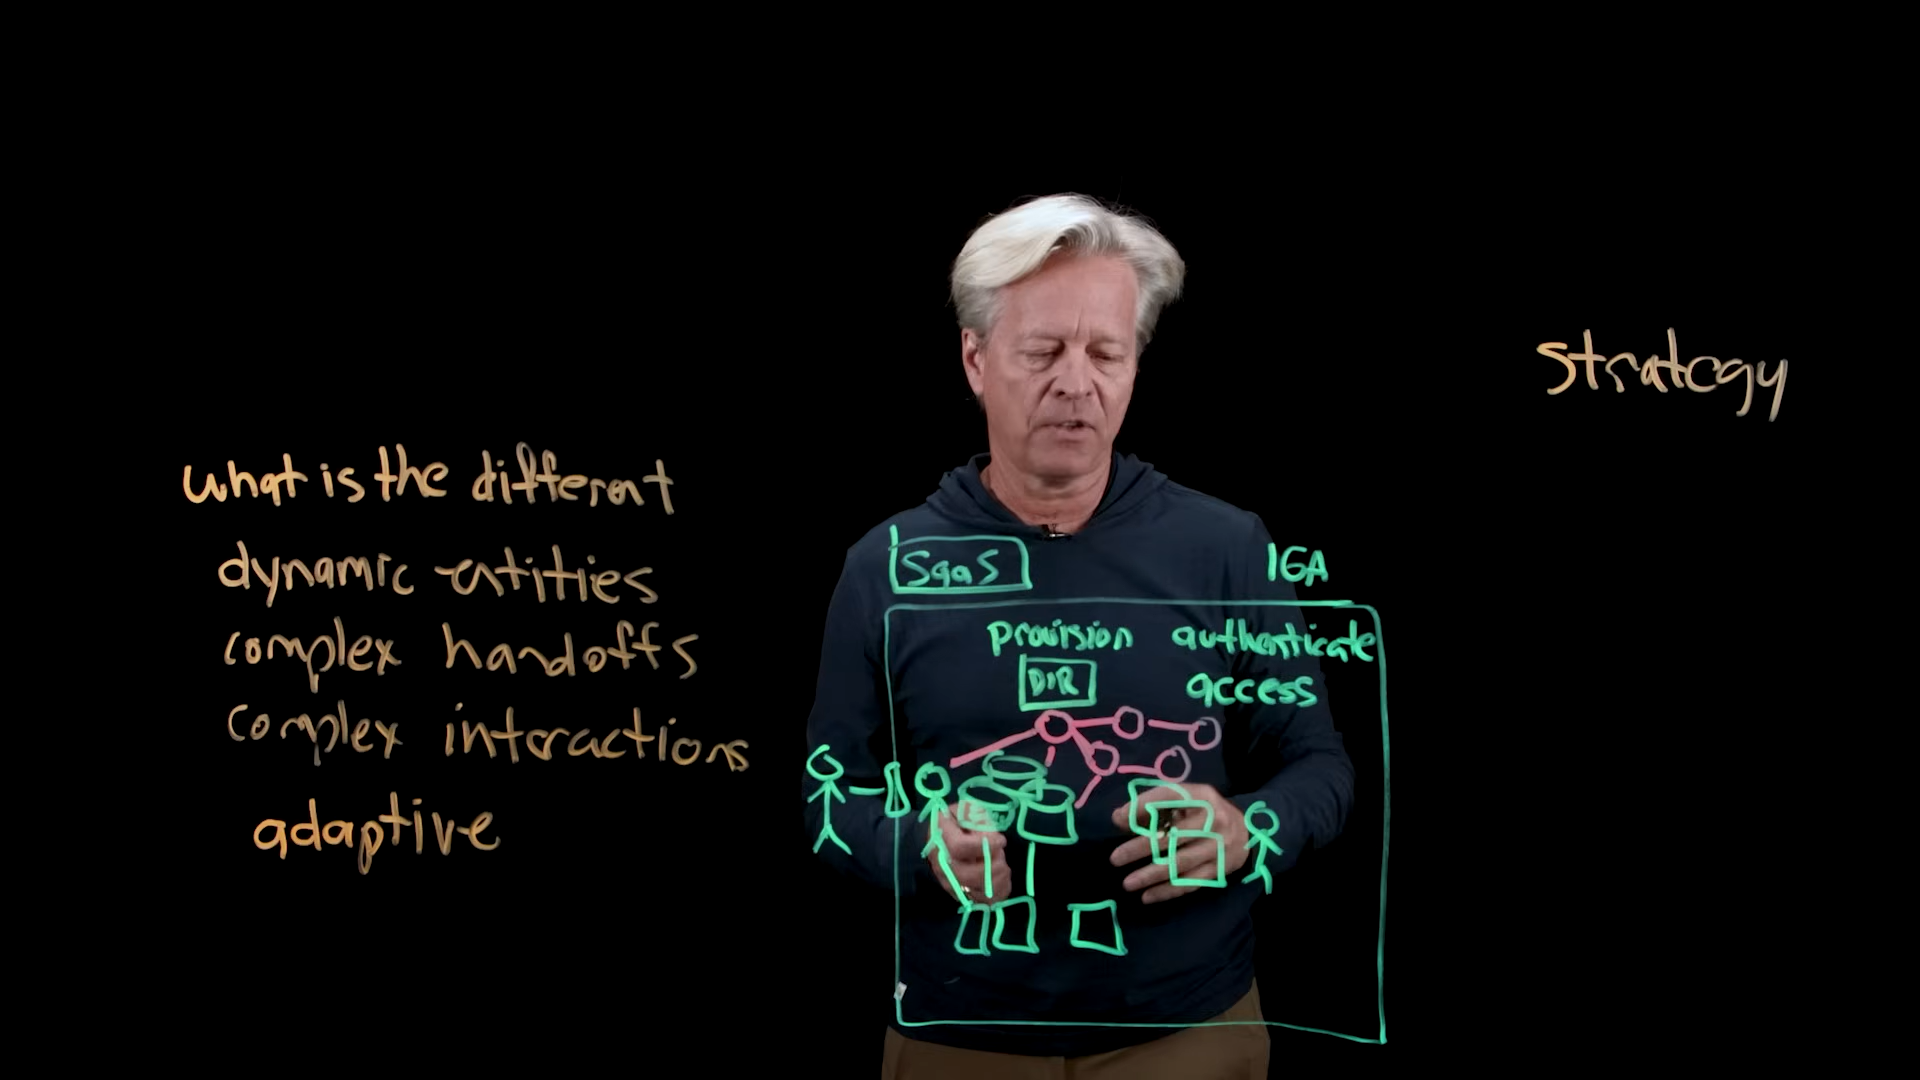 what is the different
dynamic entities
complex handoffs
complex interactions
adaptive
SaaS
IGA
provision
DIR
authenticate
access
strategy